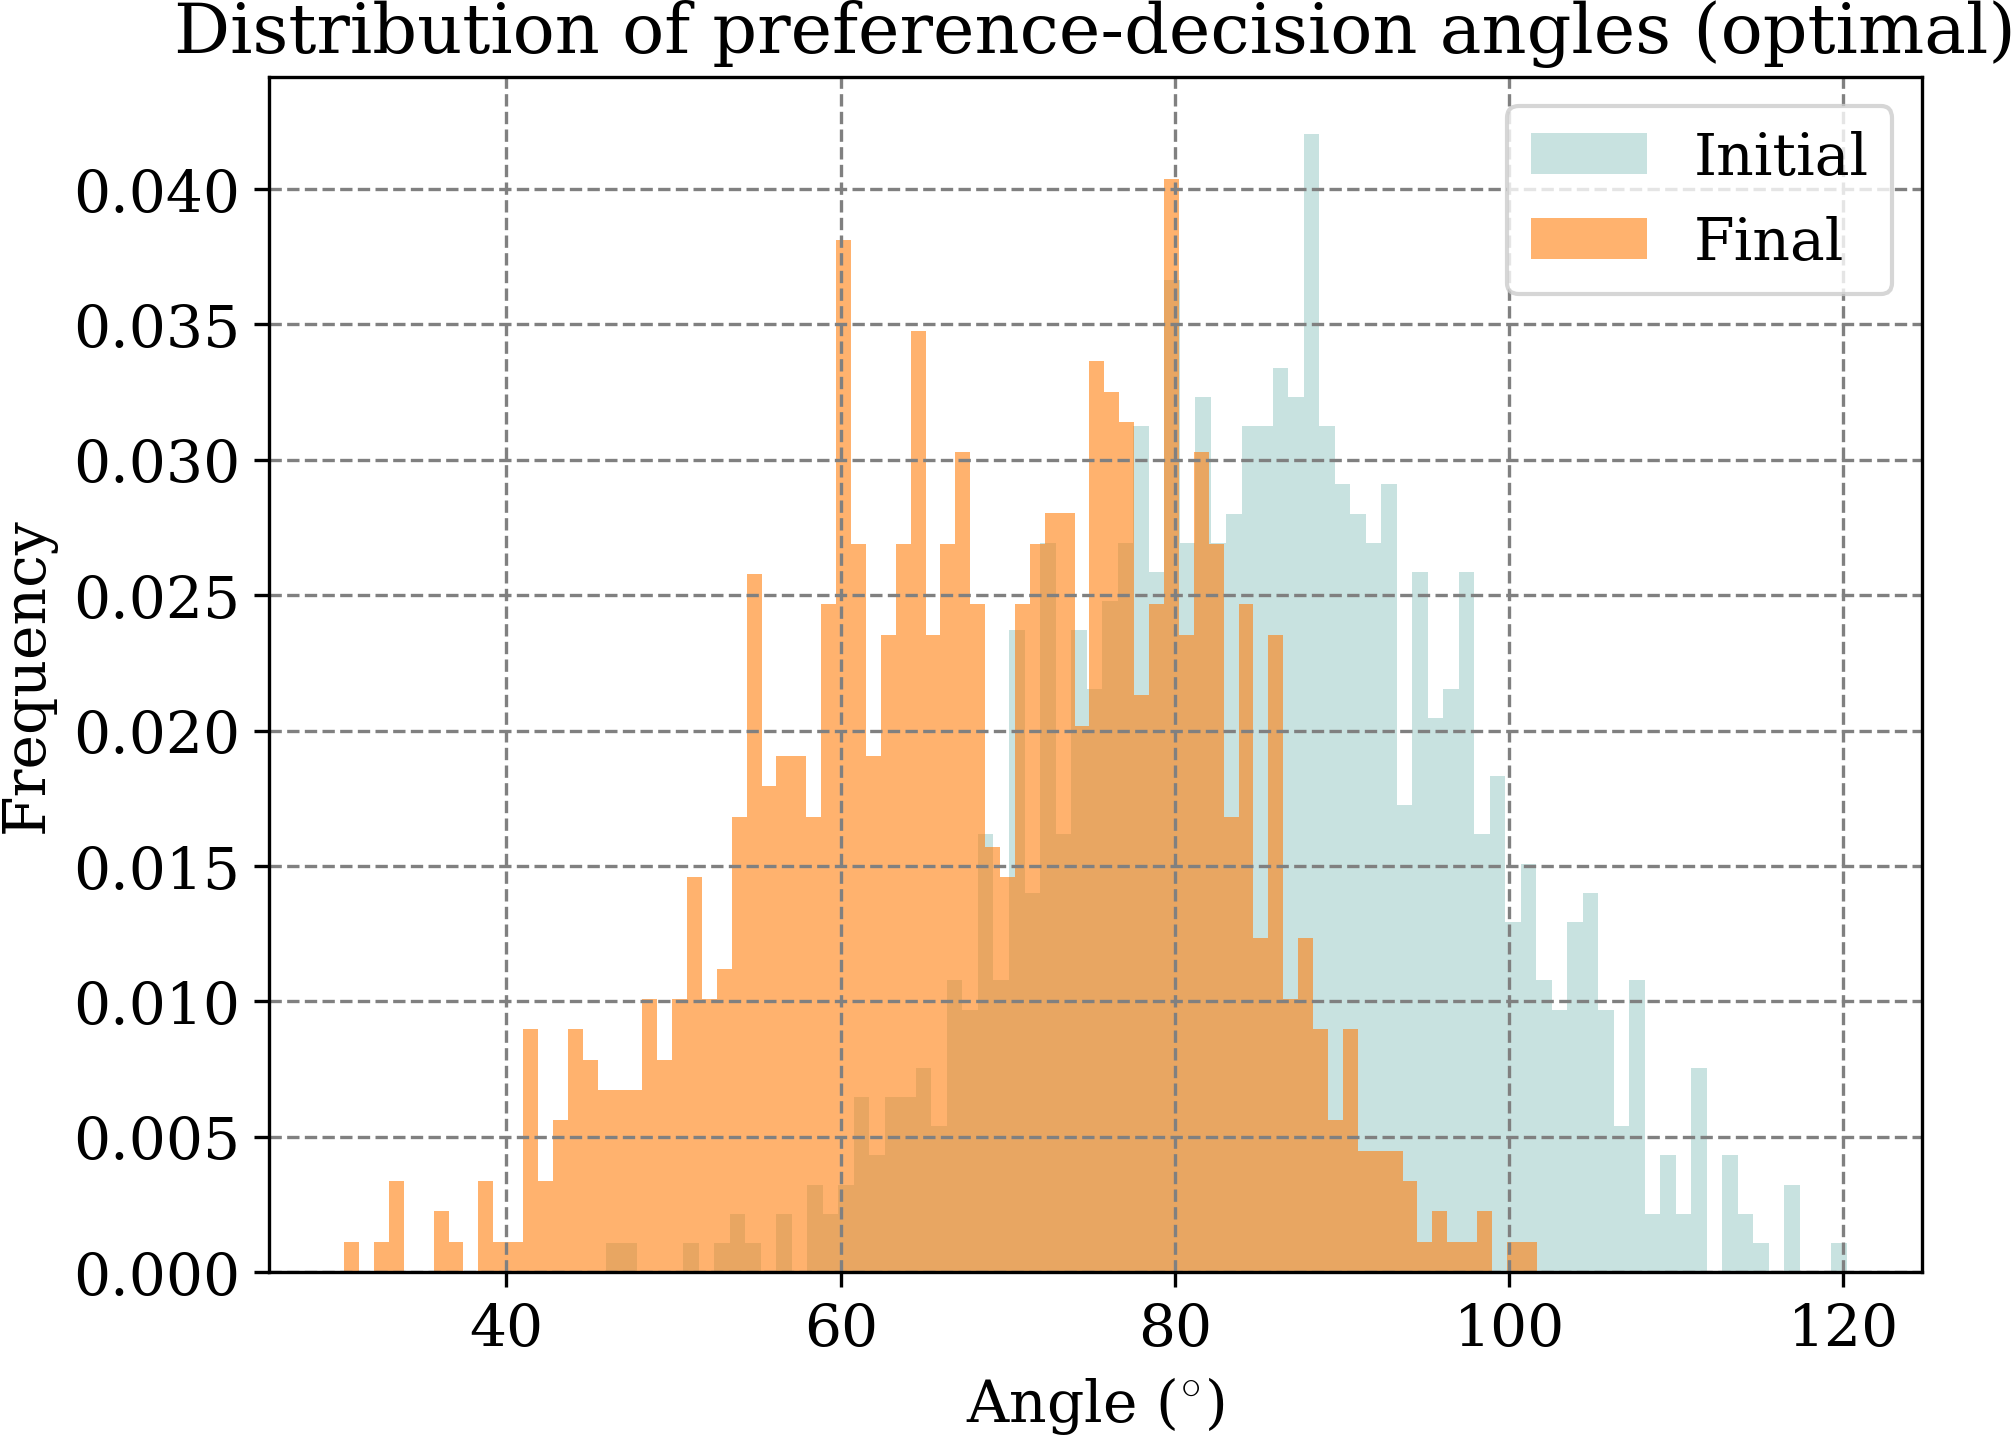 Distribution of preference-decision angles (optimal)
Initial
Final
0.040
0.035
0.030
0.025
0.020
0.015
0.010
0.005
0.000
Frequency
40 60 80 100 120
Angle (°)